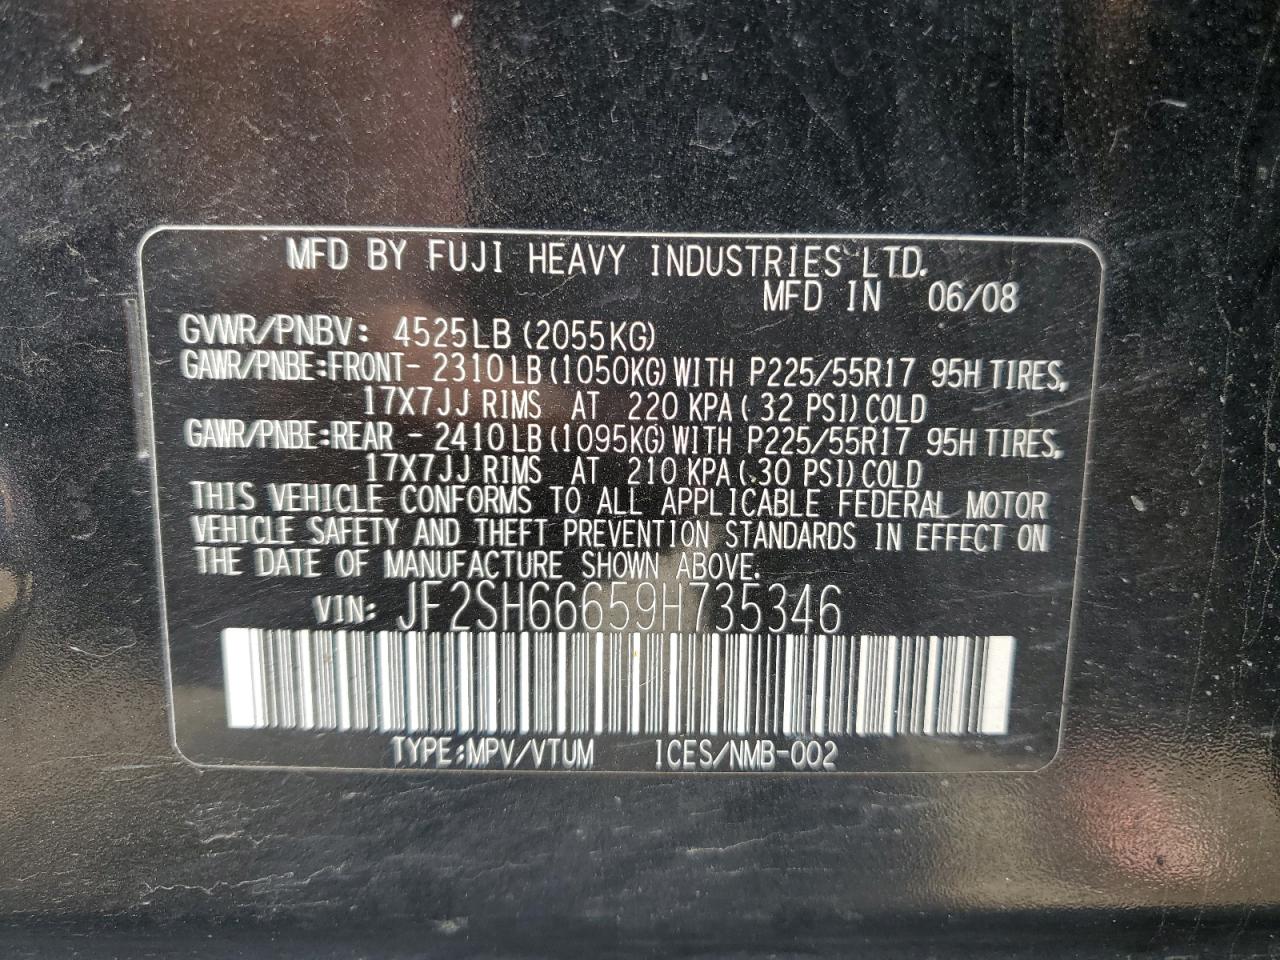 MFD BY FUJI HEAVY INDUSTRIES LTD.
MFD IN 06/08
GVWR/PNBV: 4525LB (2055KG)
GAWR/PNBE:FRONT- 2310LB(1050KG)WITH P225/55R17 95H TIRES,
17X7JJ RIMS AT 220 KPA( 32 PSI)COLD
GAWR/PNBE:REAR - 2410LB(1095KG)WITH P225/55R17 95H TIRES,
17X7JJ RIMS AT 210 KPA( 30 PSI)COLD
THIS VEHICLE CONFORMS TO ALL APPLICABLE FEDERAL MOTOR
VEHICLE SAFETY AND THEFT PREVENTION STANDARDS IN EFFECT ON
THE DATE OF MANUFACTURE SHOWN ABOVE.
VIN: JF2SH66659H735346
TYPE:MPV/VTUM ICES/NMB-002